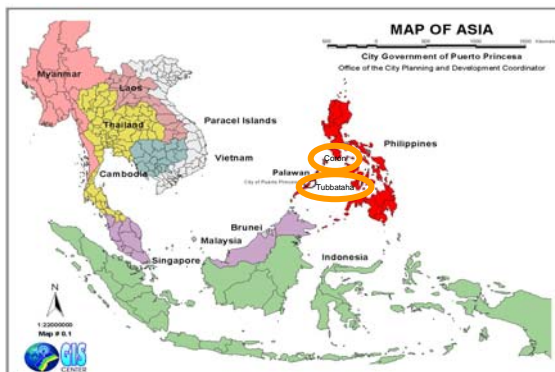 MAP OF ASIA
City Government of Puerto Princesa
Office of the City Planning and Development Coordinator
Myanmar
Laos
Thailand
Paracel Islands
Philippines
Coron
Vietnam
Palawan
Cambodia
City of Puerto Princesa
Tubbataha
Brunei
Malaysia
Singapore
Indonesia
N
1:22000000
Map # 0.1
GIS
CENTER